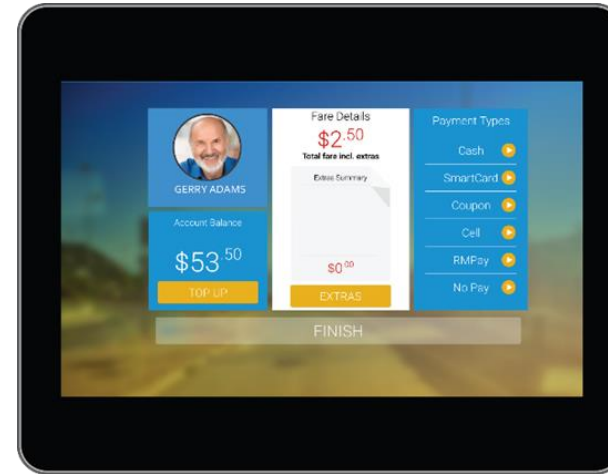 GERRY ADAMS
Account Balance
$53.50
TOP UP
Fare Details
$2.50
Total fare incl. extras
Extras Summary
$0.00
EXTRAS
Payment Types
Cash
SmartCard
Coupon
Cell
RMPay
No Pay
FINISH